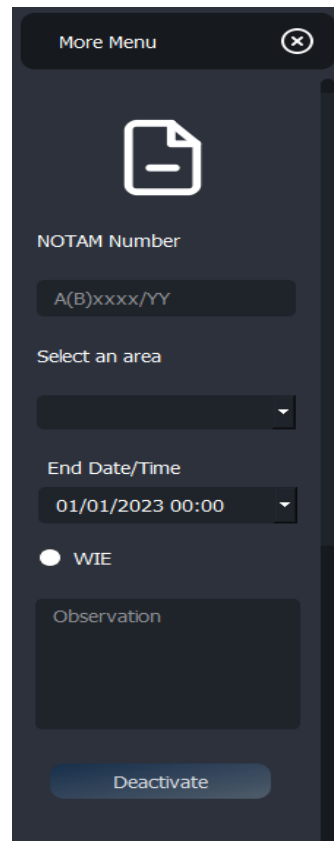 More Menu
NOTAM Number
A(B)xxxx/YY
Select an area
End Date/Time
01/01/2023 00:00
WIE
Observation
Deactivate